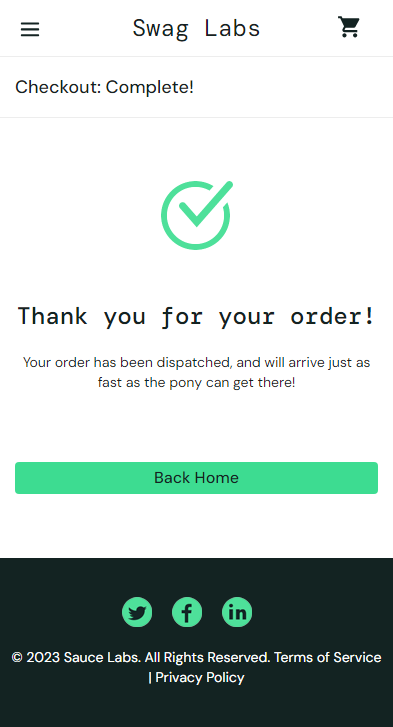 Swag Labs
Checkout: Complete!
Thank you for your order!
Your order has been dispatched, and will arrive just as
fast as the pony can get there!
Back Home
© 2023 Sauce Labs. All Rights Reserved. Terms of Service
| Privacy Policy